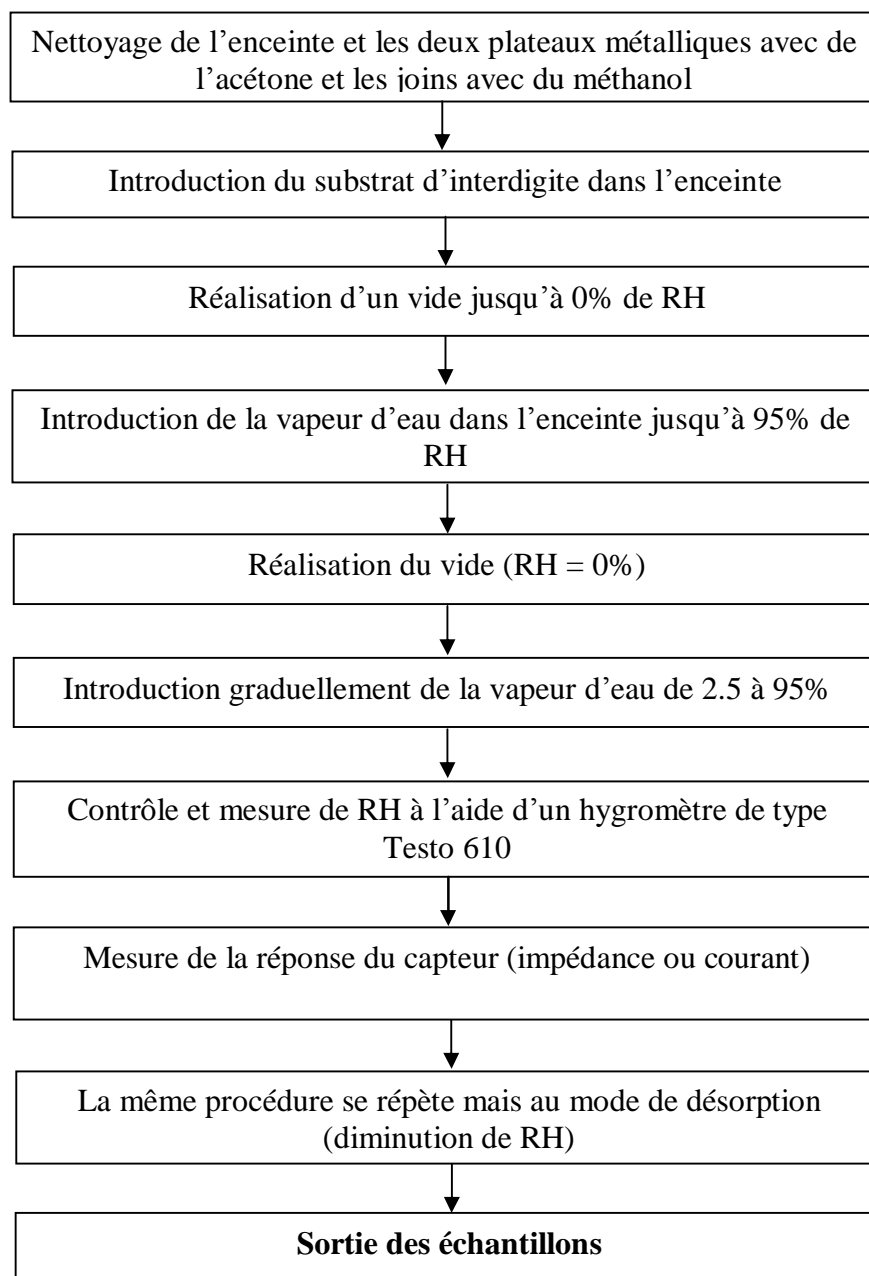 Nettoyage de l’enceinte et les deux plateaux métalliques avec de
l’acétone et les joins avec du méthanol
Introduction du substrat d’interdigite dans l’enceinte
Réalisation d’un vide jusqu’à 0% de RH
Introduction de la vapeur d’eau dans l’enceinte jusqu’à 95% de
RH
Réalisation du vide (RH = 0%)
Introduction graduellement de la vapeur d’eau de 2.5 à 95%
Contrôle et mesure de RH à l’aide d’un hygromètre de type
Testo 610
Mesure de la réponse du capteur (impédance ou courant)
La même procédure se répète mais au mode de désorption
(diminution de RH)
Sortie des échantillons